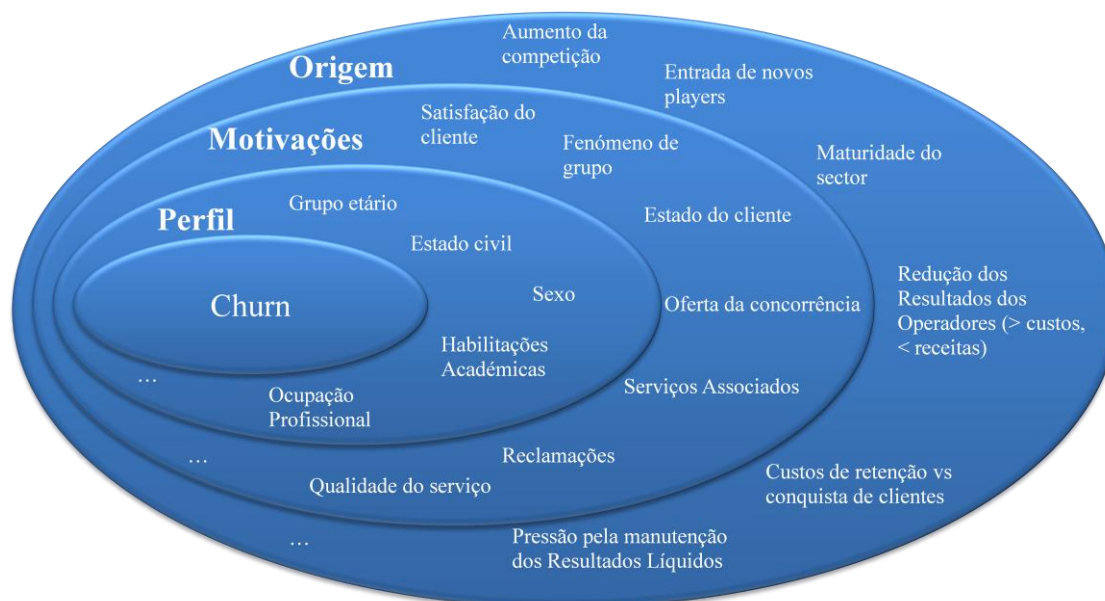 Aumento da
competição
Origem
Entrada de novos
players
Satisfação do
cliente
Motivações
Fenómeno de
grupo
Maturidade do
sector
Grupo etário
Perfil
Estado do cliente
Estado civil
Redução dos
Resultados dos
Operadores (> custos,
< receitas)
Churn
Sexo
Oferta da concorrência
Habilitações
Académicas
...
Ocupação
Profissional
Serviços Associados
...
Reclamações
Qualidade do serviço
Custos de retenção vs
conquista de clientes
...
Pressão pela manutenção
dos Resultados Líquidos